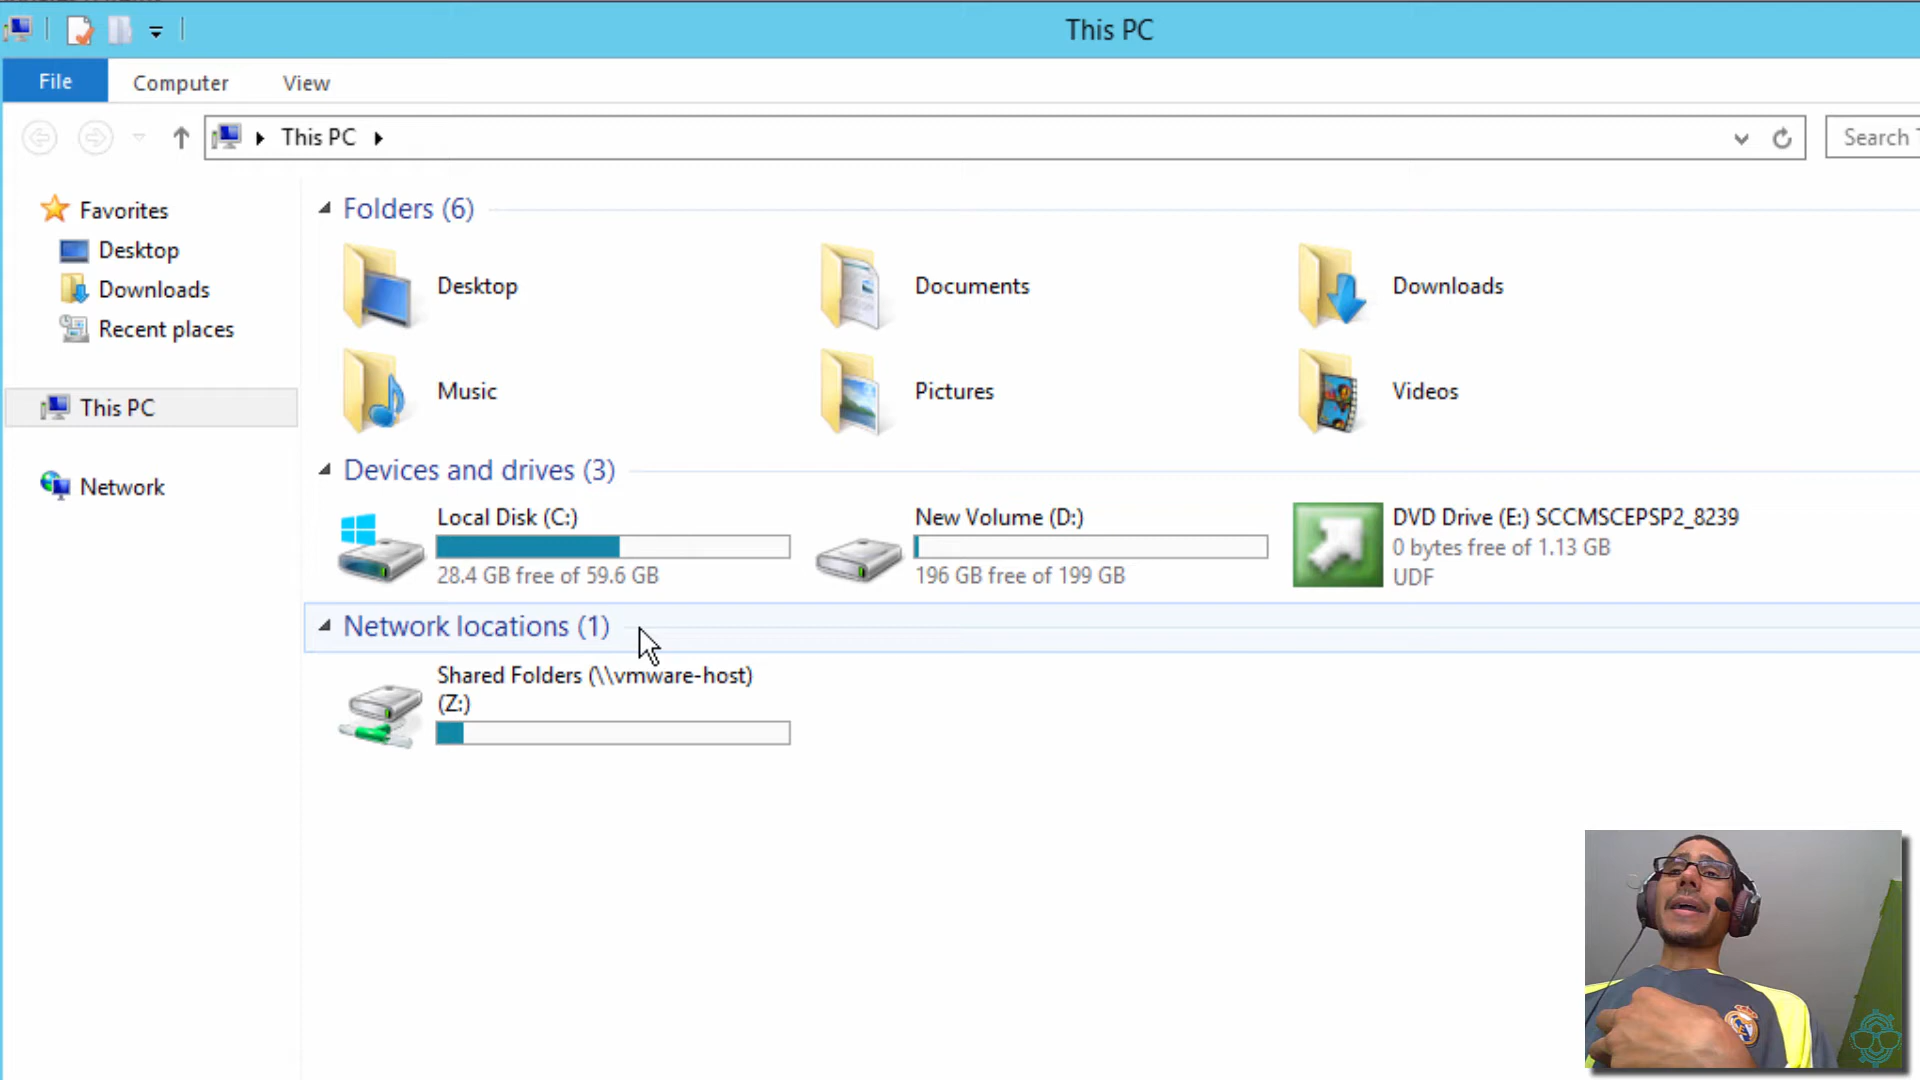 This PC
File
Computer
View
This PC
Search
Favorites
Desktop
Downloads
Recent places
This PC
Network
Folders (6)
Desktop
Documents
Downloads
Music
Pictures
Videos
Devices and drives (3)
Local Disk (C:)
28.4 GB free of 59.6 GB
New Volume (D:)
196 GB free of 199 GB
DVD Drive (E:) SCCMSCEPSP2_8239
0 bytes free of 1.13 GB
UDF
Network locations (1)
Shared Folders (\\vmware-host)
(Z:)